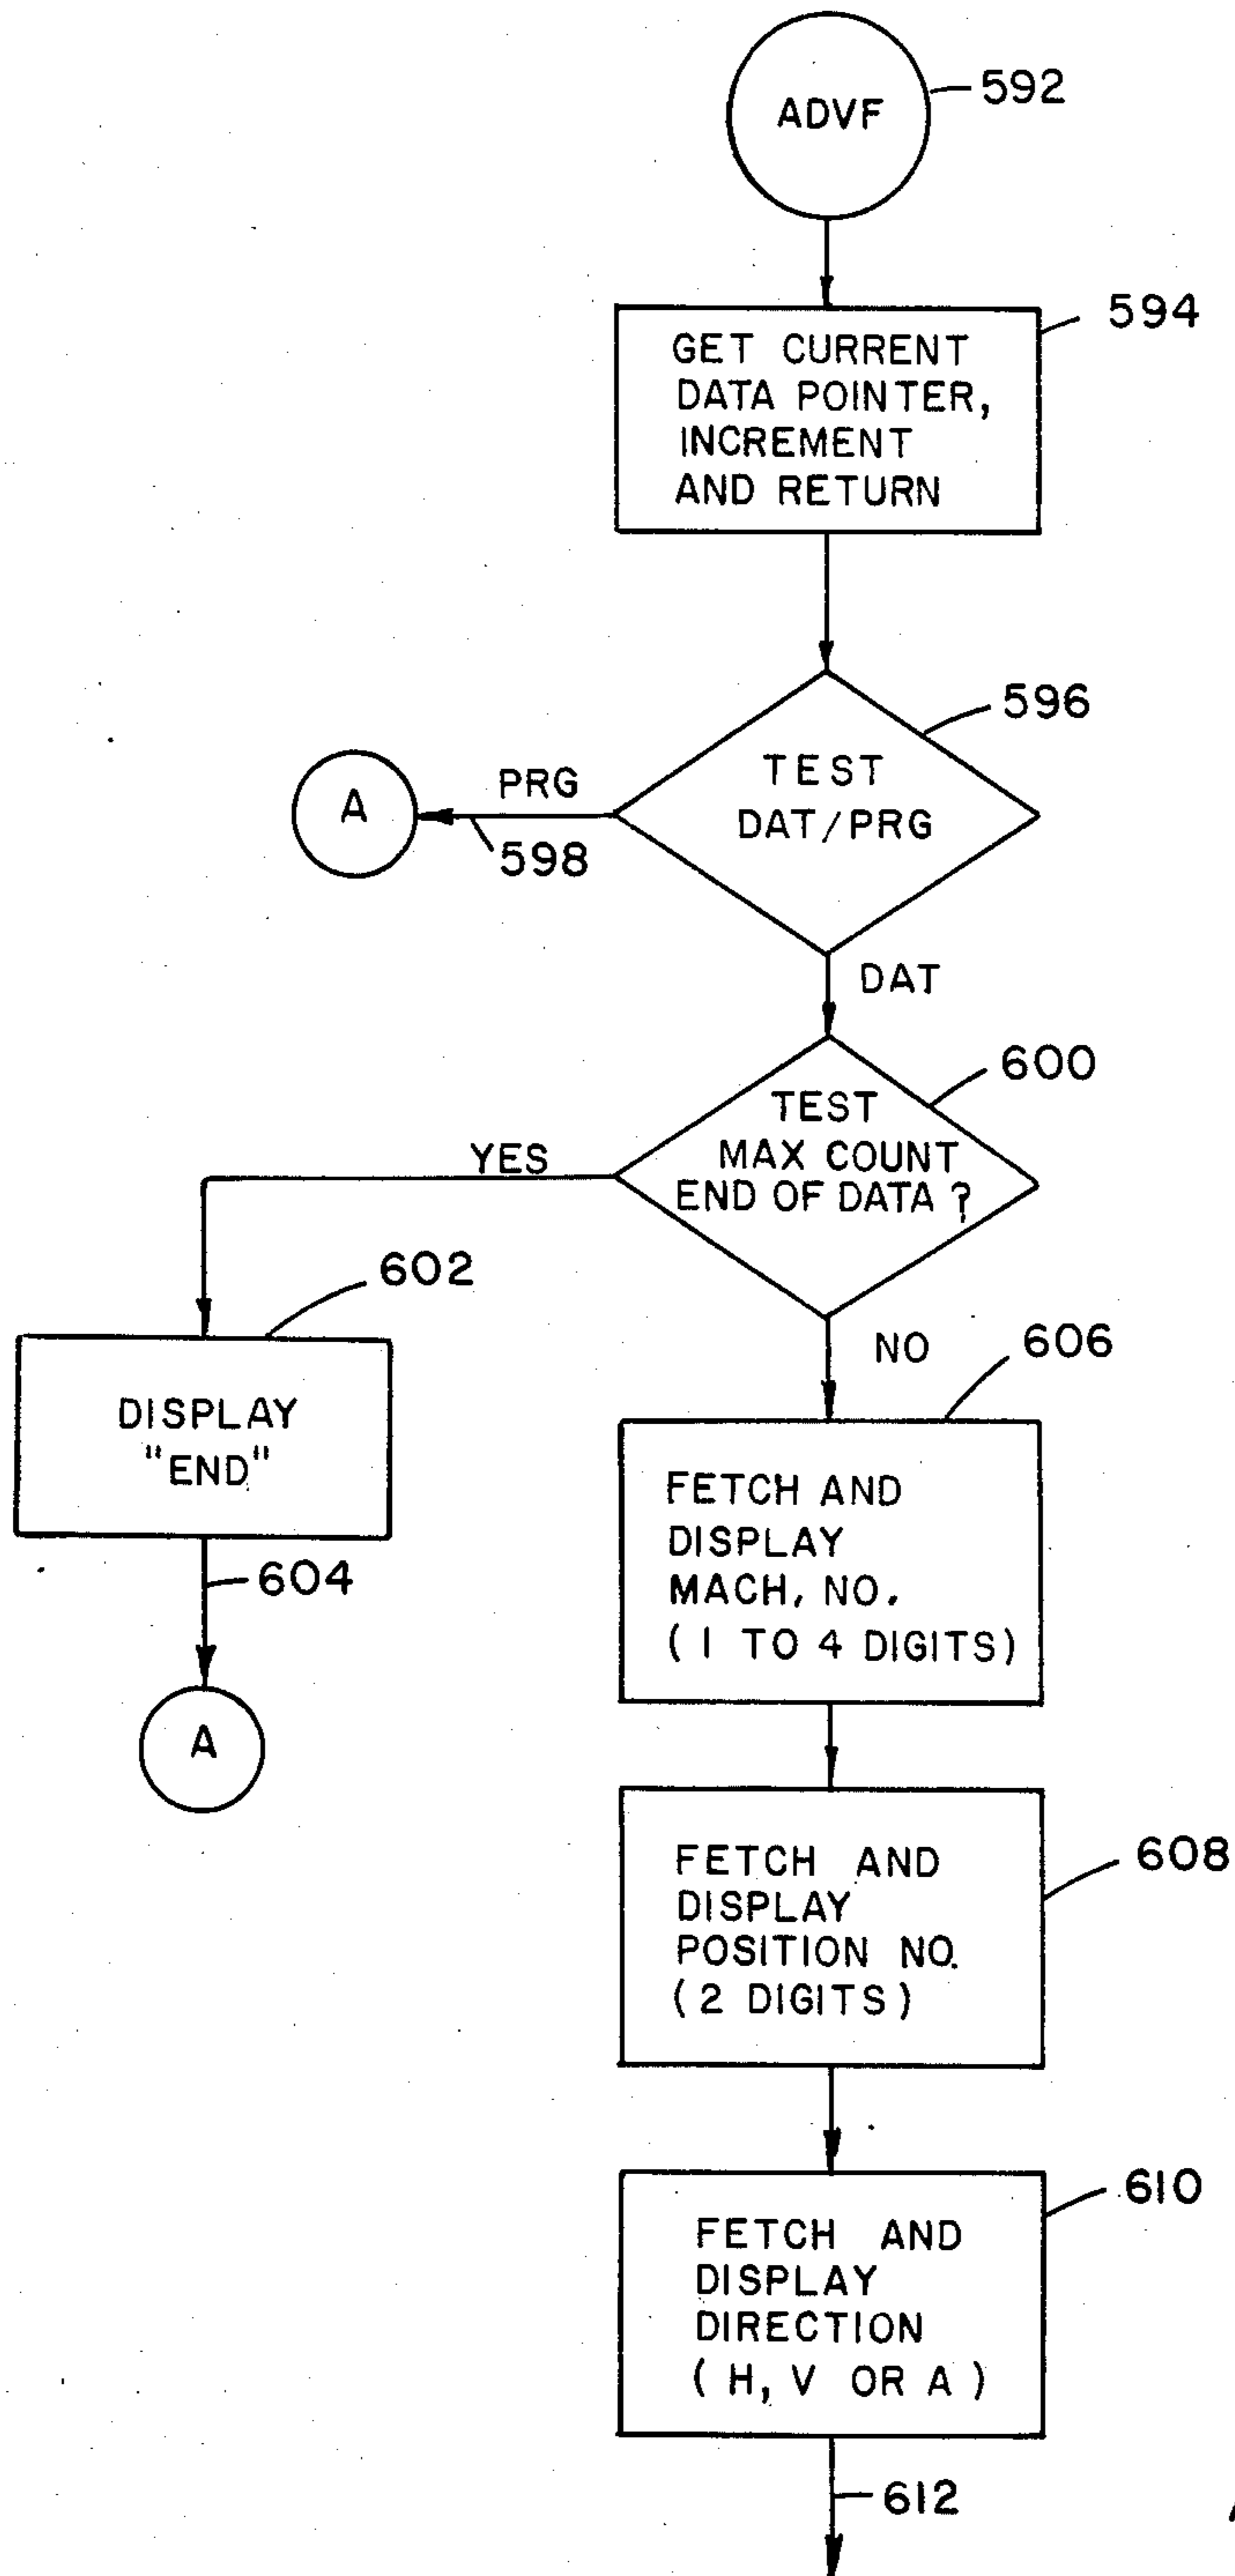 ADVF
592
594
GET CURRENT
DATA POINTER,
INCREMENT
AND RETURN
596
TEST
DAT/PRG
PRG
A
598
DAT
600
TEST
MAX COUNT
END OF DATA?
YES
602
DISPLAY
"END"
604
A
NO
606
FETCH AND
DISPLAY
MACH. NO.
(1 TO 4 DIGITS)
608
FETCH AND
DISPLAY
POSITION NO.
(2 DIGITS)
610
FETCH AND
DISPLAY
DIRECTION
(H, V OR A)
612